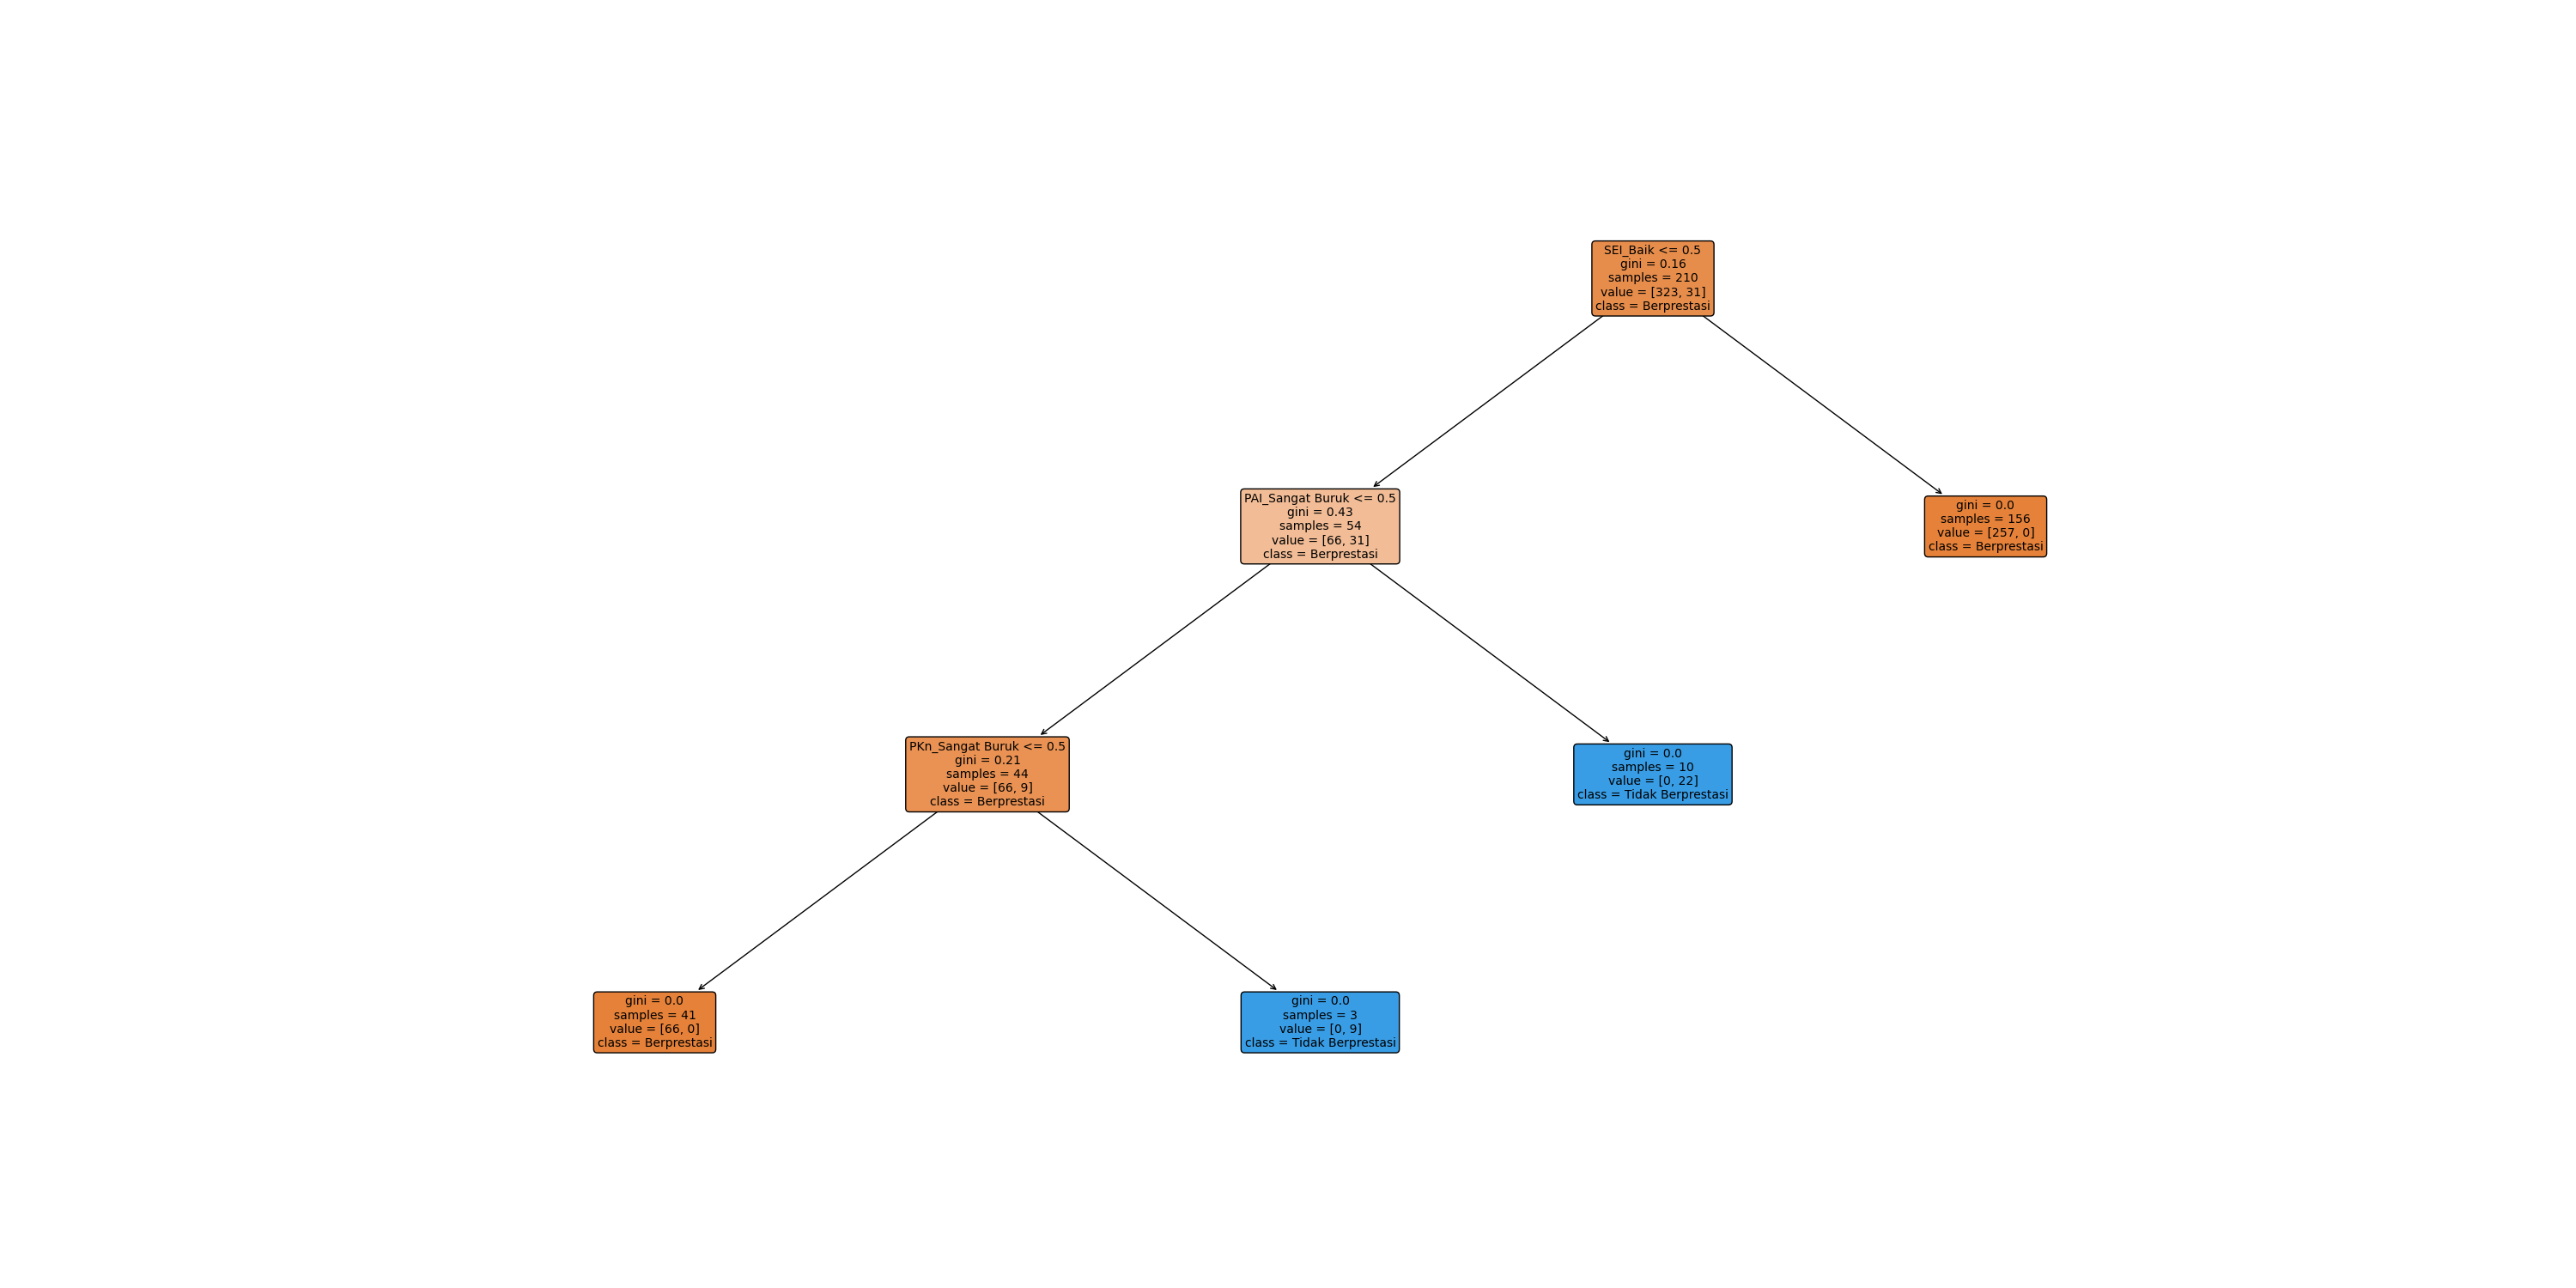 SEI_Baik <= 0.5
gini = 0.16
samples = 210
value = [323, 31]
class = Berprestasi
PAI_Sangat Buruk <= 0.5
gini = 0.43
samples = 54
value = [66, 31]
class = Berprestasi
gini = 0.0
samples = 156
value = [257, 0]
class = Berprestasi
PKn_Sangat Buruk <= 0.5
gini = 0.21
samples = 44
value = [66, 9]
class = Berprestasi
gini = 0.0
samples = 10
value = [0, 22]
class = Tidak Berprestasi
gini = 0.0
samples = 41
value = [66, 0]
class = Berprestasi
gini = 0.0
samples = 3
value = [0, 9]
class = Tidak Berprestasi